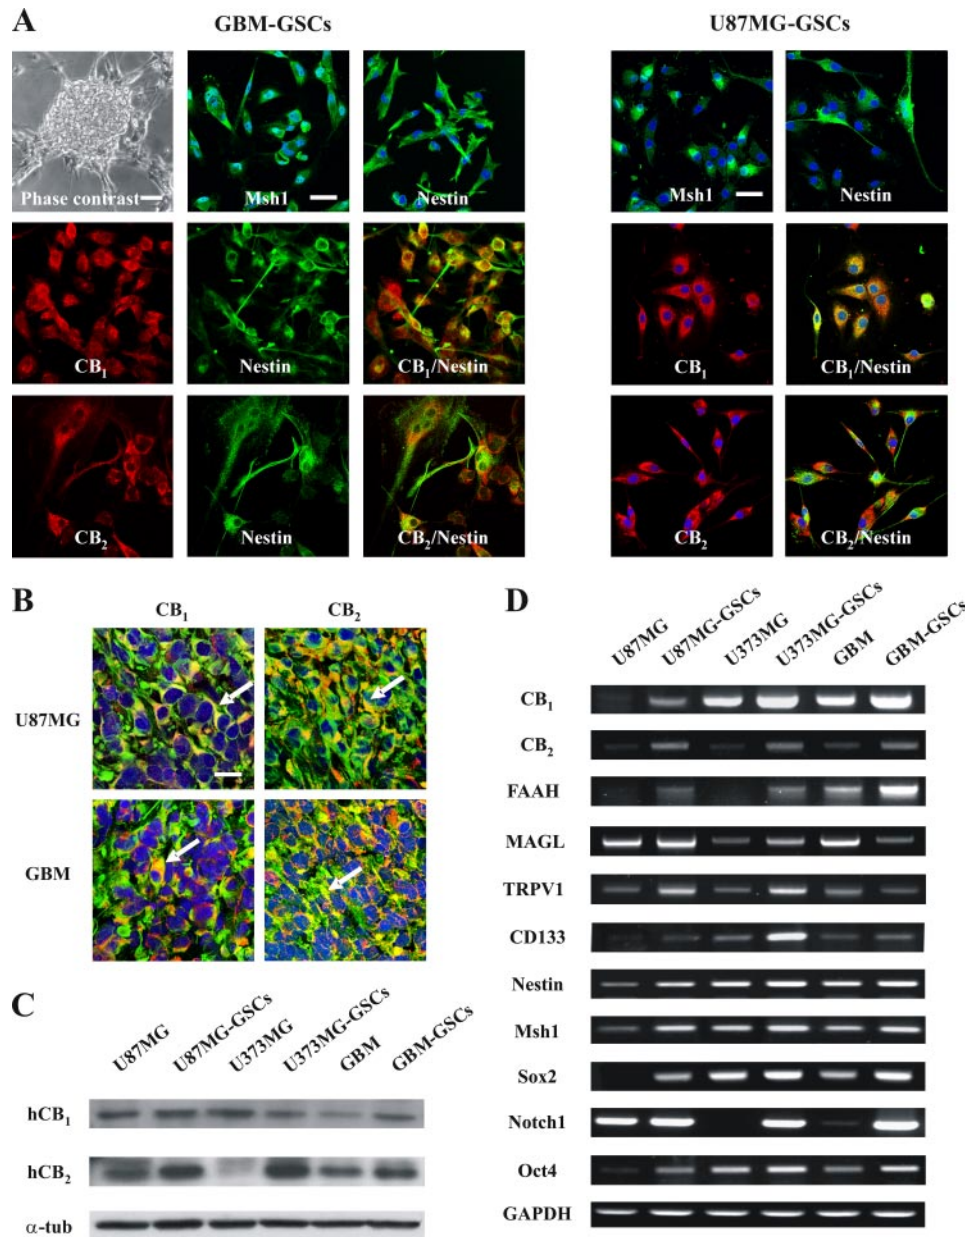 A
GBM-GSCs
U87MG-GSCs
Phase contrast
Msh1
Nestin
Msh1
Nestin
CB1
Nestin
CB1/Nestin
CB1
CB1/Nestin
CB2
Nestin
CB2/Nestin
CB2
CB2/Nestin
B
CB1
CB2
U87MG
GBM
C
U87MG
U87MG-GSCs
U373MG
U373MG-GSCs
GBM
GBM-GSCs
hCB1
hCB2
α-tub
D
U87MG
U87MG-GSCs
U373MG
U373MG-GSCs
GBM
GBM-GSCs
CB1
CB2
FAAH
MAGL
TRPV1
CD133
Nestin
Msh1
Sox2
Notch1
Oct4
GAPDH